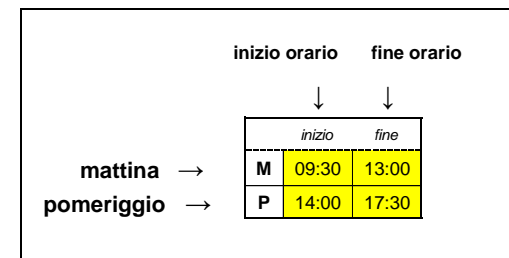 inizio orario fine orario
↓ ↓
inizio fine
mattina → M 09:30 13:00
pomeriggio → P 14:00 17:30